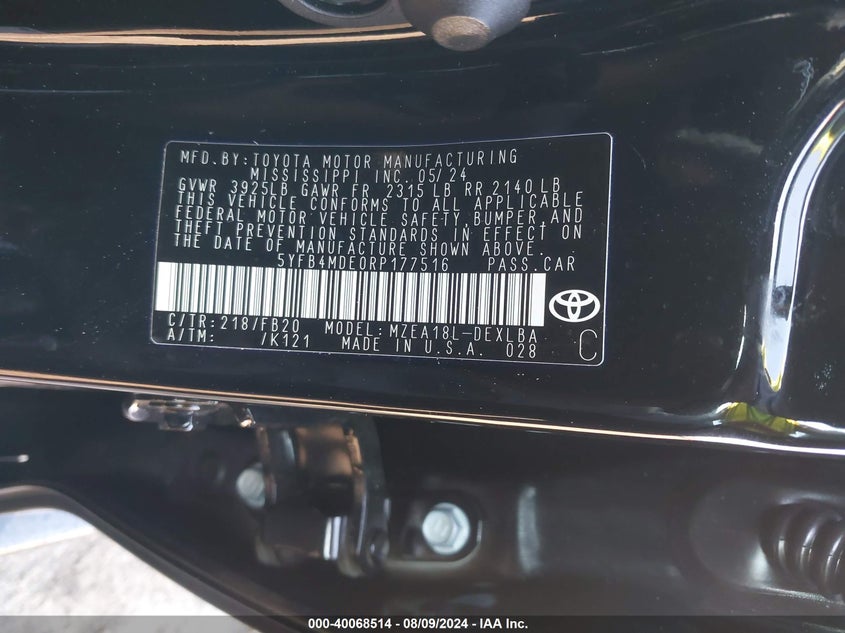 MFD. BY: TOYOTA MOTOR MANUFACTURING
MISSISSIPPI INC. 05/24
GVWR 3925LB GAWR FR 2315 LB RR 2140 LB
THIS VEHICLE CONFORMS TO ALL APPLICABLE
FEDERAL MOTOR VEHICLE SAFETY, BUMPER, AND
THEFT PREVENTION STANDARDS IN EFFECT ON
THE DATE OF MANUFACTURE SHOWN ABOVE.
5YFB4MDE0RP177516 PASS. CAR
C/TR: 218/FB20 MODEL: MZEA18L-DEXLBA
A/TM: /K121 MADE IN U.S.A. 028 C
000-40068514 - 08/09/2024 - IAA Inc.